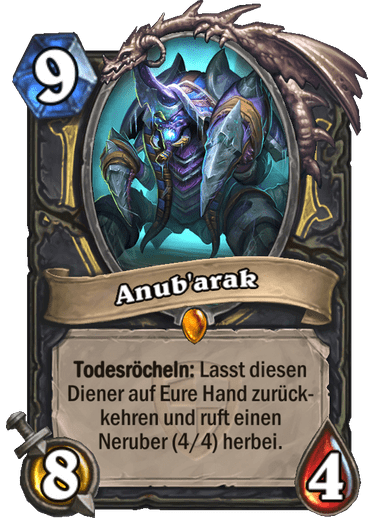 9
Anub'arak
Todesröcheln: Lasst diesen
Diener auf Eure Hand zurück-
kehren und ruft einen
Neruber (4/4) herbei.
8
4